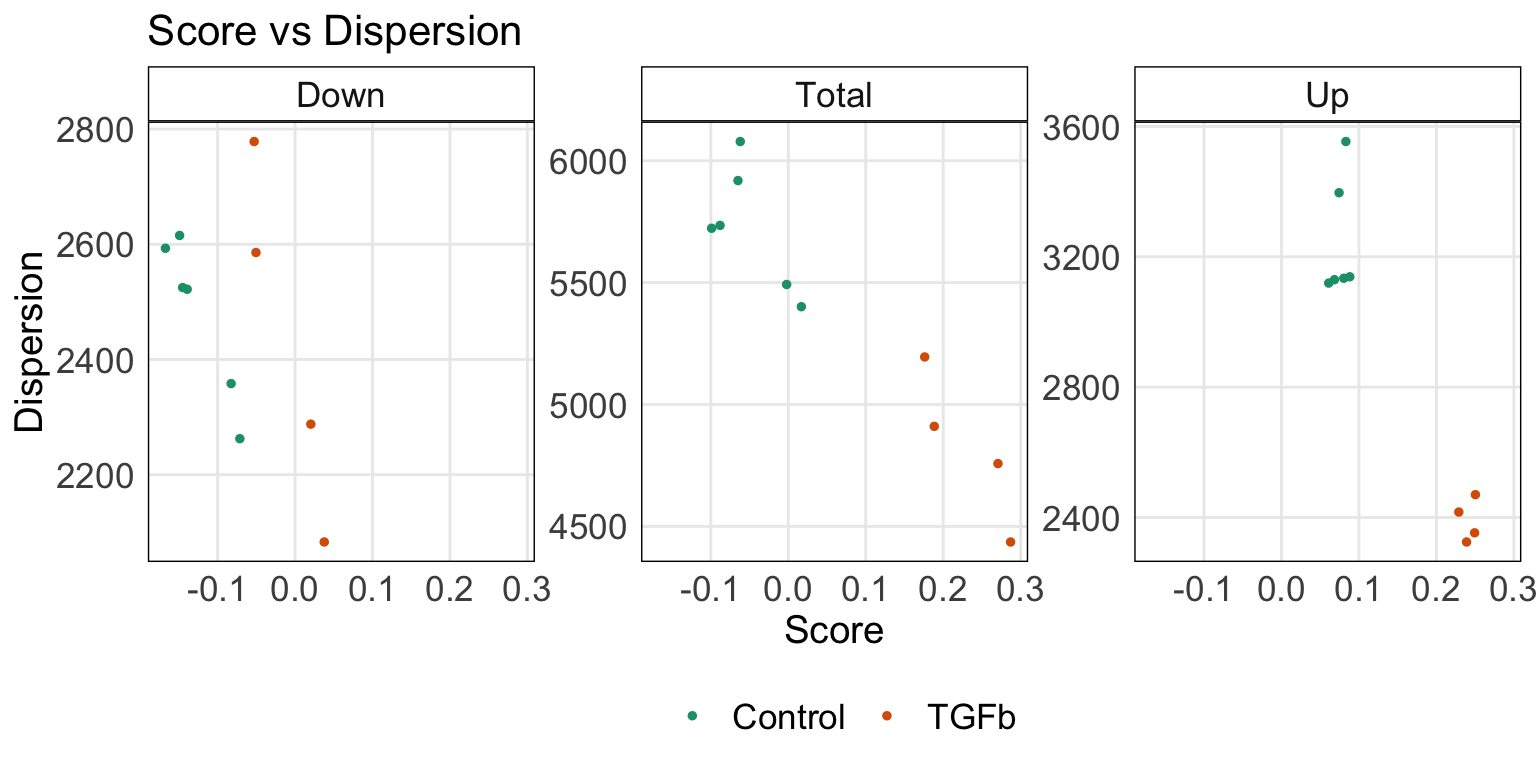 Score vs Dispersion
Down
Total
Up
Dispersion
2800
2600
2400
2200
6000
5500
5000
4500
3600
3200
2800
2400
-0.1 0.0 0.1 0.2 0.3
-0.1 0.0 0.1 0.2 0.3
-0.1 0.0 0.1 0.2 0.3
Score
Control
TGFb